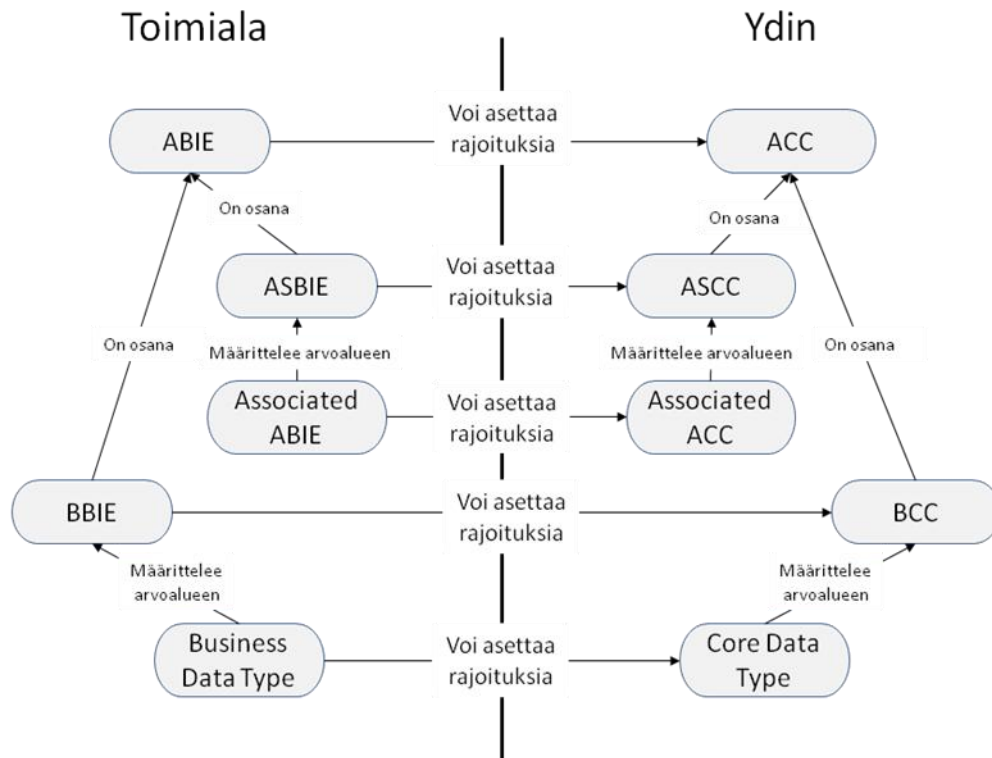 Toimiala
Ydin
Voi asettaa
rajoituksia
ABIE
ACC
On osana
On osana
ASBIE
Voi asettaa
rajoituksia
ASCC
On osana
Määrittelee arvoalueen
Määrittelee arvoalueen
On osana
Associated
ABIE
Voi asettaa
rajoituksia
Associated
ACC
BBIE
Voi asettaa
rajoituksia
BCC
Määrittelee
arvoalueen
Määrittelee
arvoalueen
Business
Data Type
Voi asettaa
rajoituksia
Core Data
Type